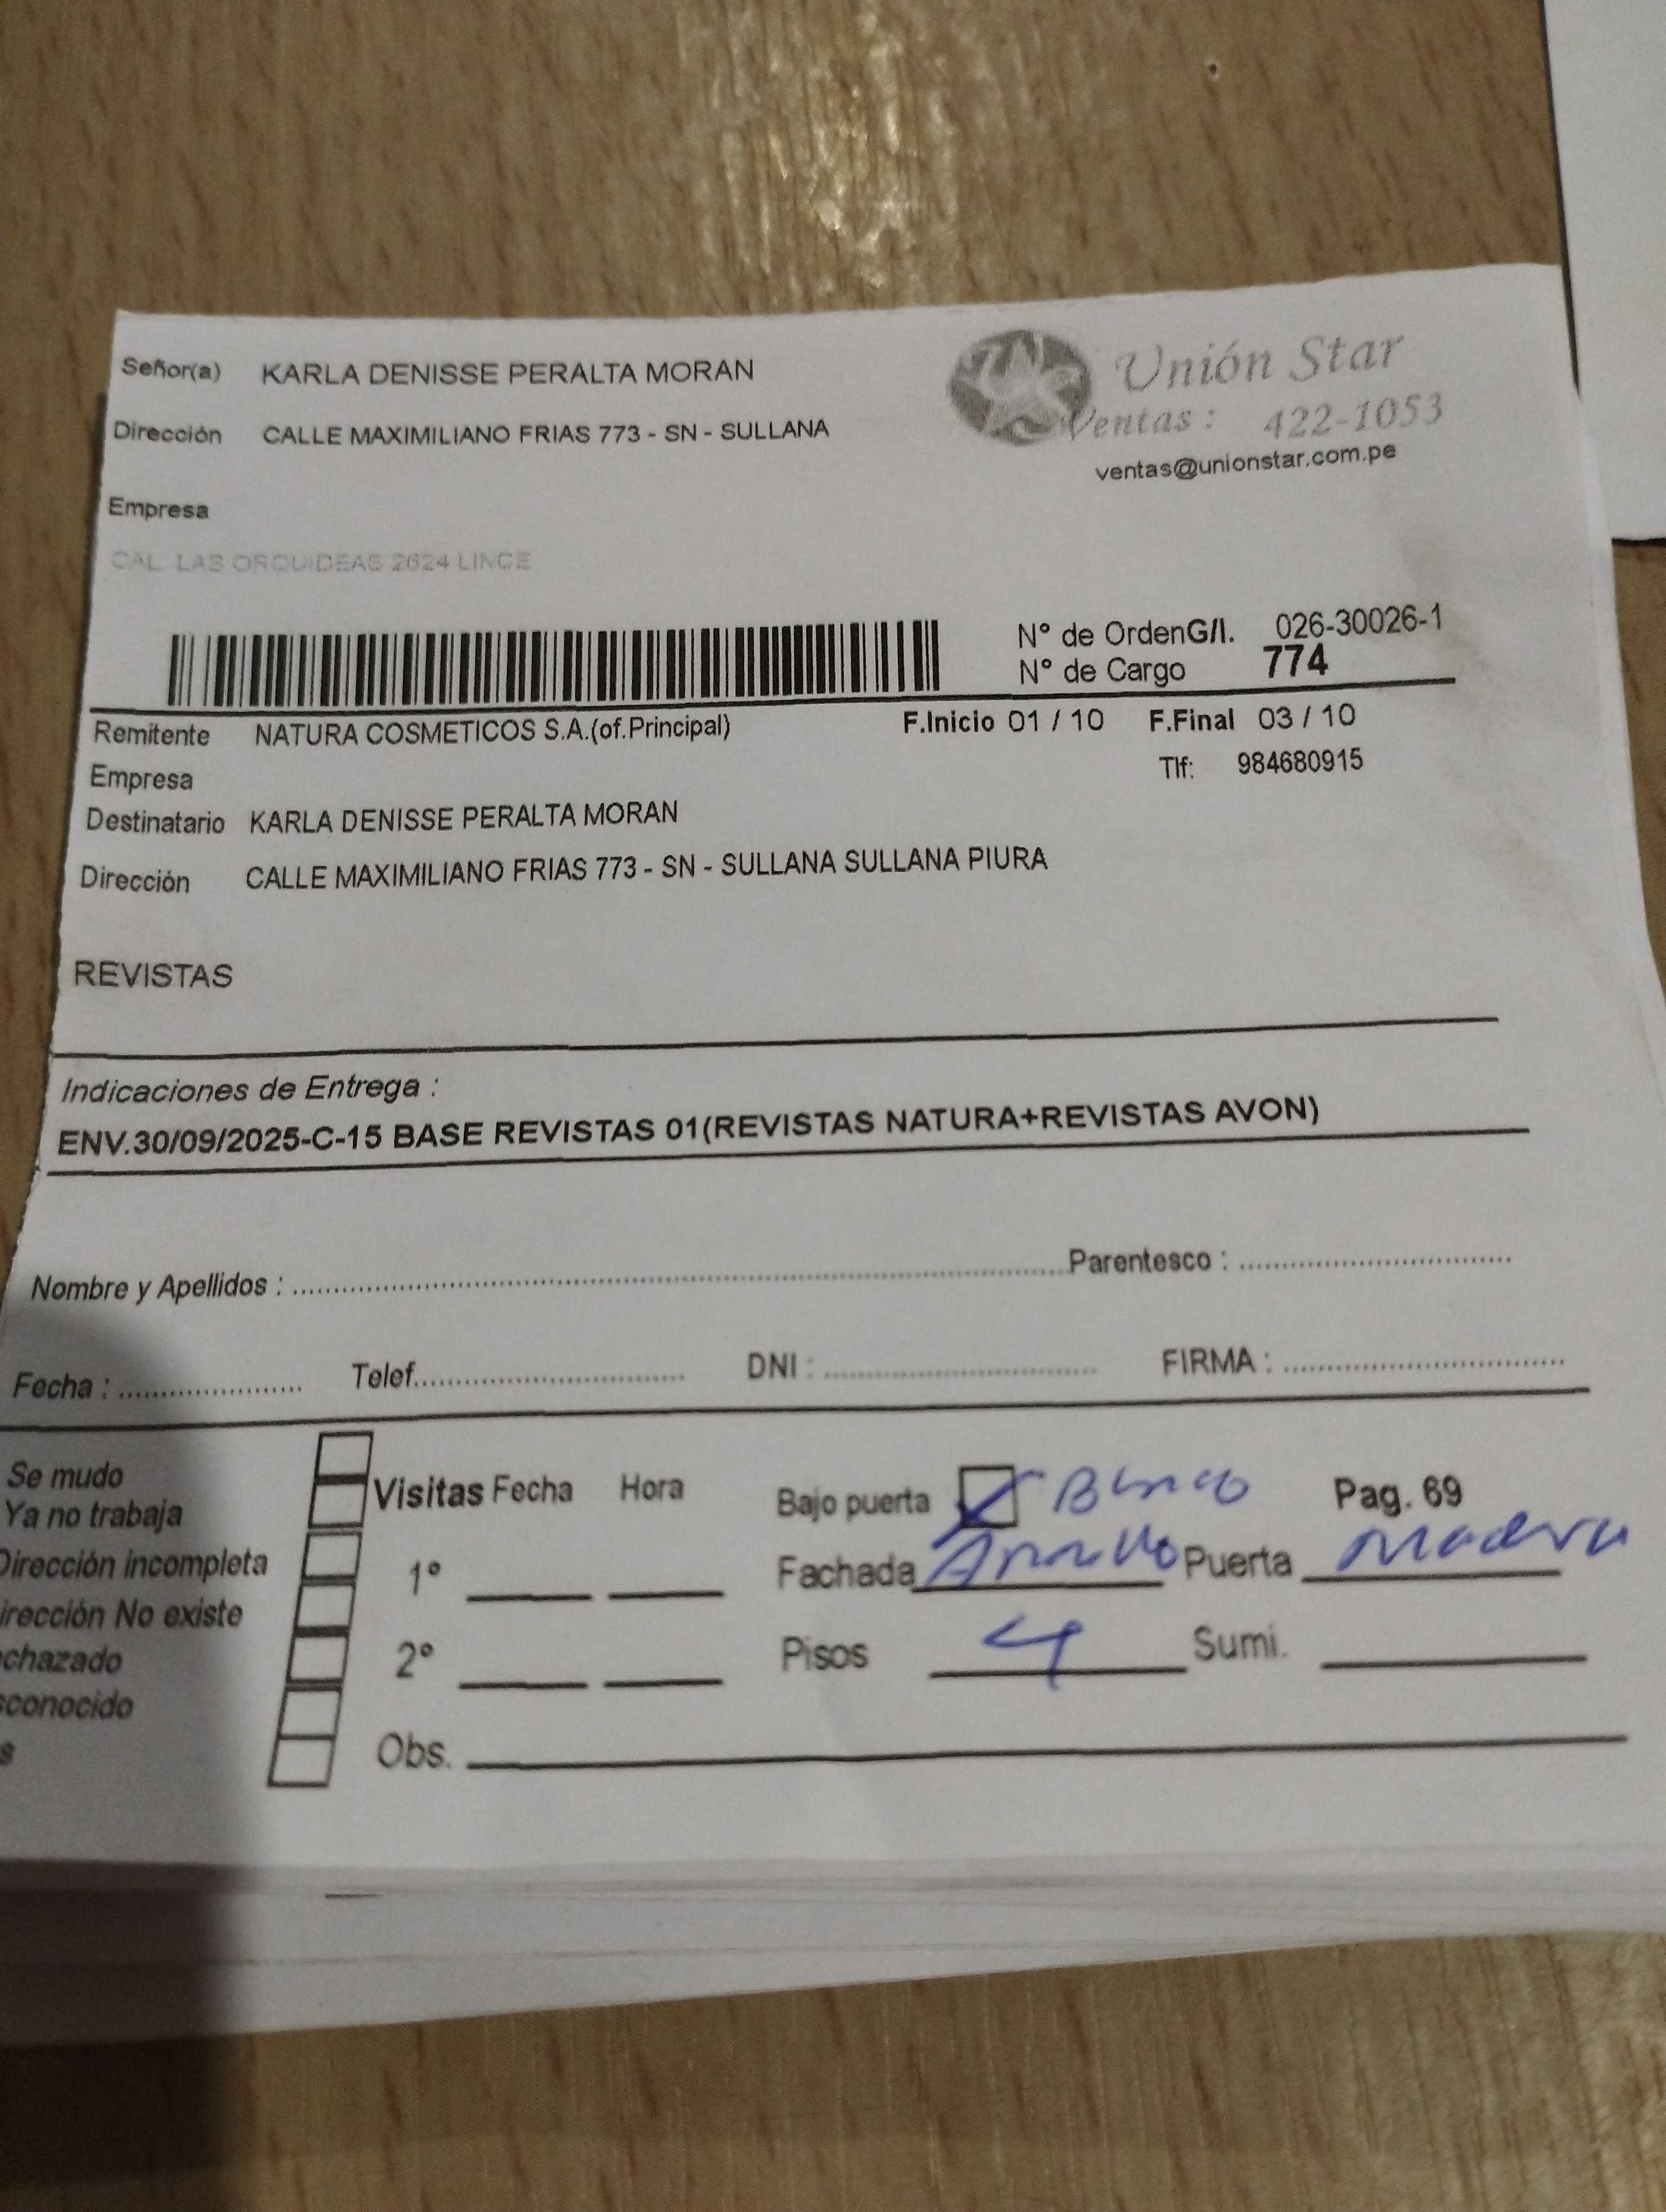 Señor(a) KARLA DENISSE PERALTA MORAN
Unión Star
Dirección CALLE MAXIMILIANO FRIAS 773 - SN - SULLANA
Ventas : 422-1053
ventas@unionstar.com.pe
Empresa
CAL. LAS ORQUIDEAS 2624 LINCE
N° de OrdenG/I. 026-30026-1
N° de Cargo 774
Remitente NATURA COSMETICOS S.A.(of.Principal) F.Inicio 01 / 10 F.Final 03 / 10
Empresa Tlf: 984680915
Destinatario KARLA DENISSE PERALTA MORAN
Dirección CALLE MAXIMILIANO FRIAS 773 - SN - SULLANA SULLANA PIURA
REVISTAS
Indicaciones de Entrega :
ENV.30/09/2025-C-15 BASE REVISTAS 01(REVISTAS NATURA+REVISTAS AVON)
Nombre y Apellidos : Parentesco :
Fecha : Telef. DNI : FIRMA :
Se mudo
Visitas Fecha Hora Bajo puerta Pag. 69
Ya no trabaja
Dirección incompleta 1° Fachada Puerta Madera
irección No existe
chazado 2° Pisos 4 Sumi.
sconocido
s Obs.